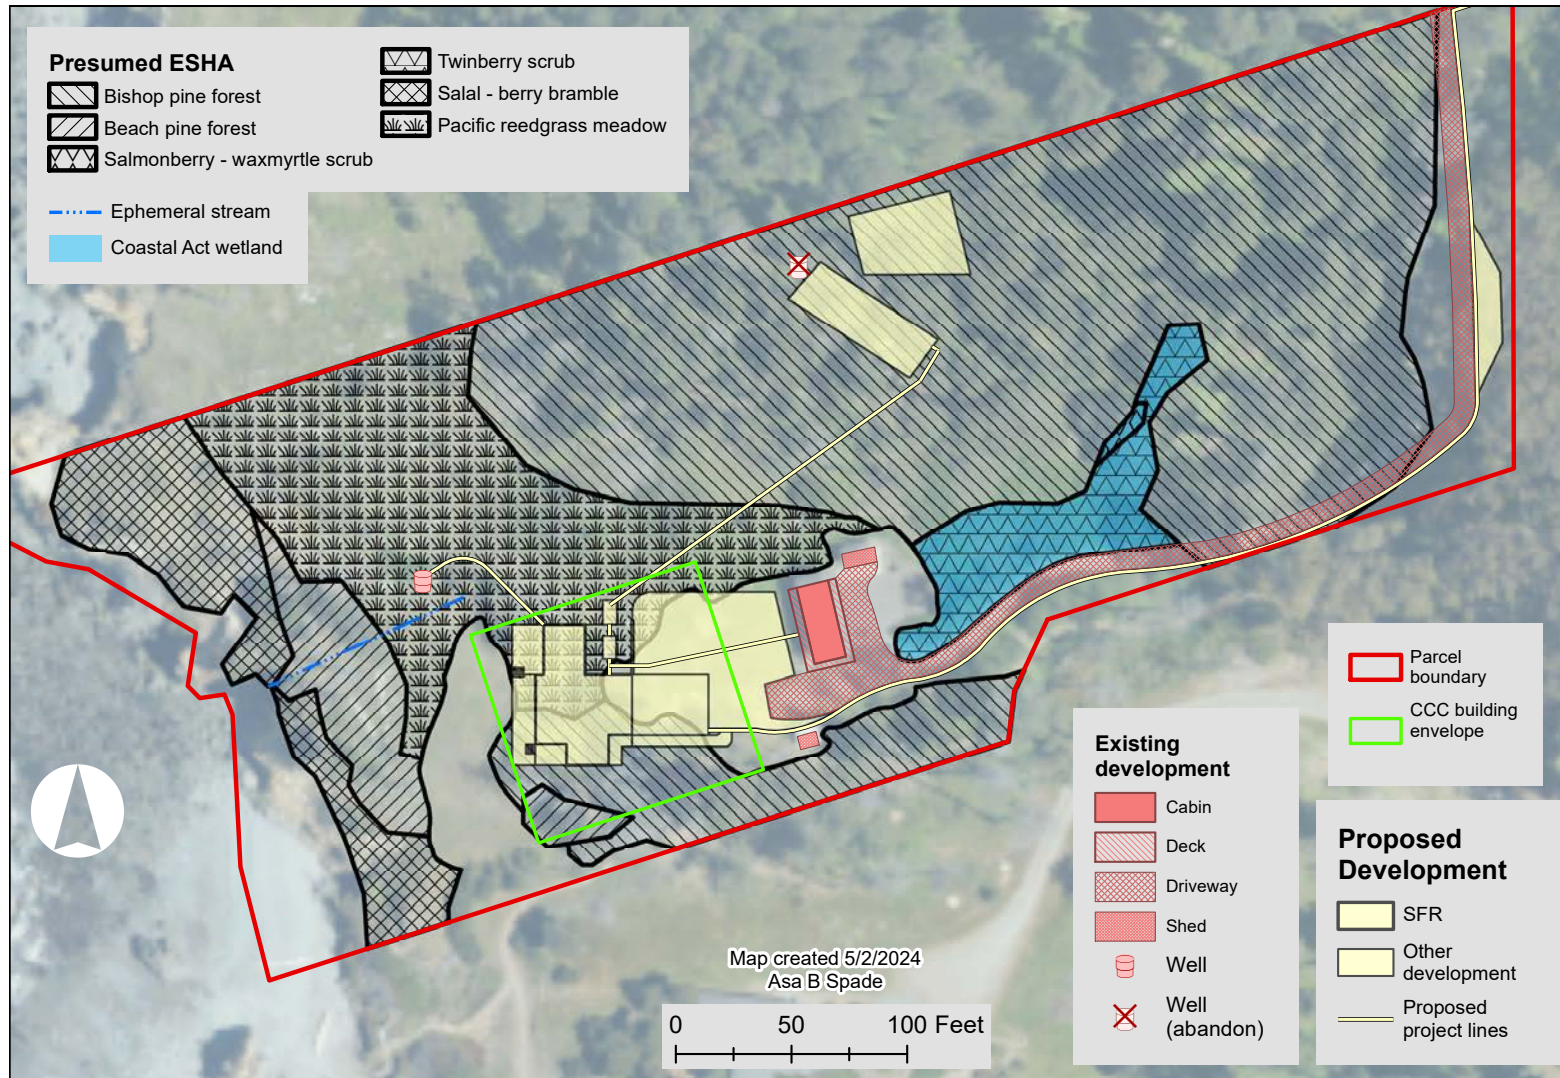 Presumed ESHA
Bishop pine forest
Beach pine forest
Salmonberry - waxmyrtle scrub
Twinberry scrub
Salal - berry bramble
Pacific reedgrass meadow
Ephemeral stream
Coastal Act wetland
Parcel
boundary
CCC building
envelope
Existing
development
Cabin
Deck
Driveway
Shed
Well
Well
(abandon)
Proposed
Development
SFR
Other
development
Proposed
project lines
Map created 5/2/2024
Asa B Spade
0 50 100 Feet